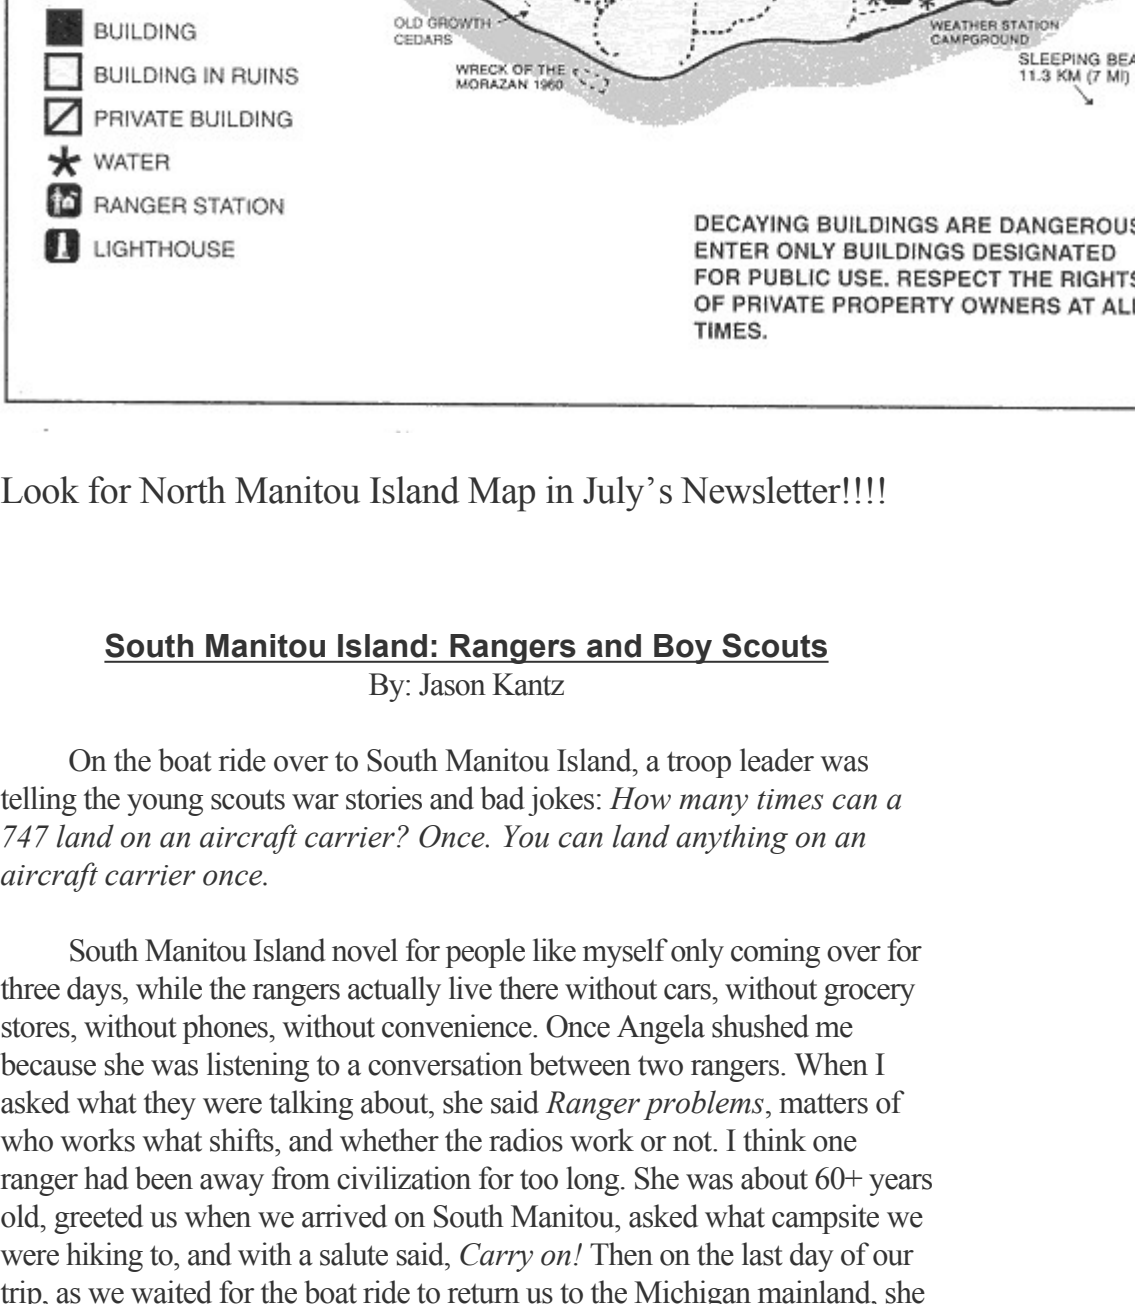 BUILDING
BUILDING IN RUINS
PRIVATE BUILDING
WATER
RANGER STATION
LIGHTHOUSE
OLD GROWTH
CEDARS
WRECK OF THE
MORAZAN 1960
WEATHER STATION
CAMPGROUND
SLEEPING BEA
11.3 KM (7 MI)
DECAYING BUILDINGS ARE DANGEROUS
ENTER ONLY BUILDINGS DESIGNATED
FOR PUBLIC USE. RESPECT THE RIGHTS
OF PRIVATE PROPERTY OWNERS AT ALL
TIMES.
Look for North Manitou Island Map in July’s Newsletter!!!!
South Manitou Island: Rangers and Boy Scouts
By: Jason Kantz
On the boat ride over to South Manitou Island, a troop leader was
telling the young scouts war stories and bad jokes: How many times can a
747 land on an aircraft carrier? Once. You can land anything on an
aircraft carrier once.
South Manitou Island novel for people like myself only coming over for
three days, while the rangers actually live there without cars, without grocery
stores, without phones, without convenience. Once Angela shushed me
because she was listening to a conversation between two rangers. When I
asked what they were talking about, she said Ranger problems, matters of
who works what shifts, and whether the radios work or not. I think one
ranger had been away from civilization for too long. She was about 60+ years
old, greeted us when we arrived on South Manitou, asked what campsite we
were hiking to, and with a salute said, Carry on! Then on the last day of our
trip, as we waited for the boat ride to return us to the Michigan mainland, she